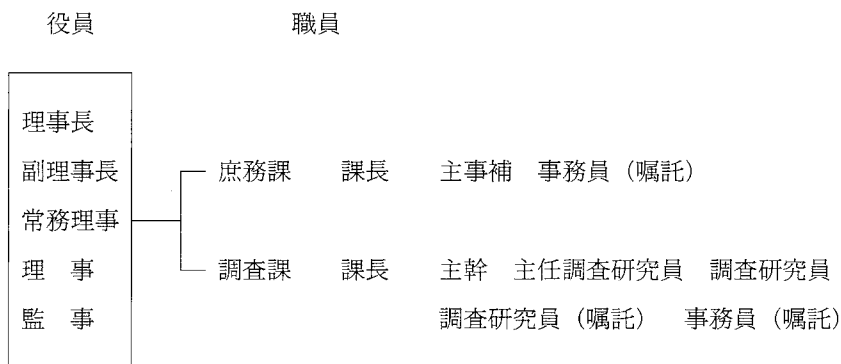 役員　職員
理事長
副理事長　庶務課　課長　主事補　事務員（嘱託）
常務理事
理　事　調査課　課長　主幹　主任調査研究員　調査研究員
監　事　調査研究員（嘱託）　事務員（嘱託）